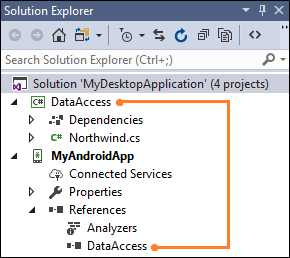 Solution Explorer
Search Solution Explorer (Ctrl+;)
Solution 'MyDesktopApplication' (4 projects)
C# DataAccess
Dependencies
C# Northwind.cs
MyAndroidApp
Connected Services
Properties
References
Analyzers
DataAccess